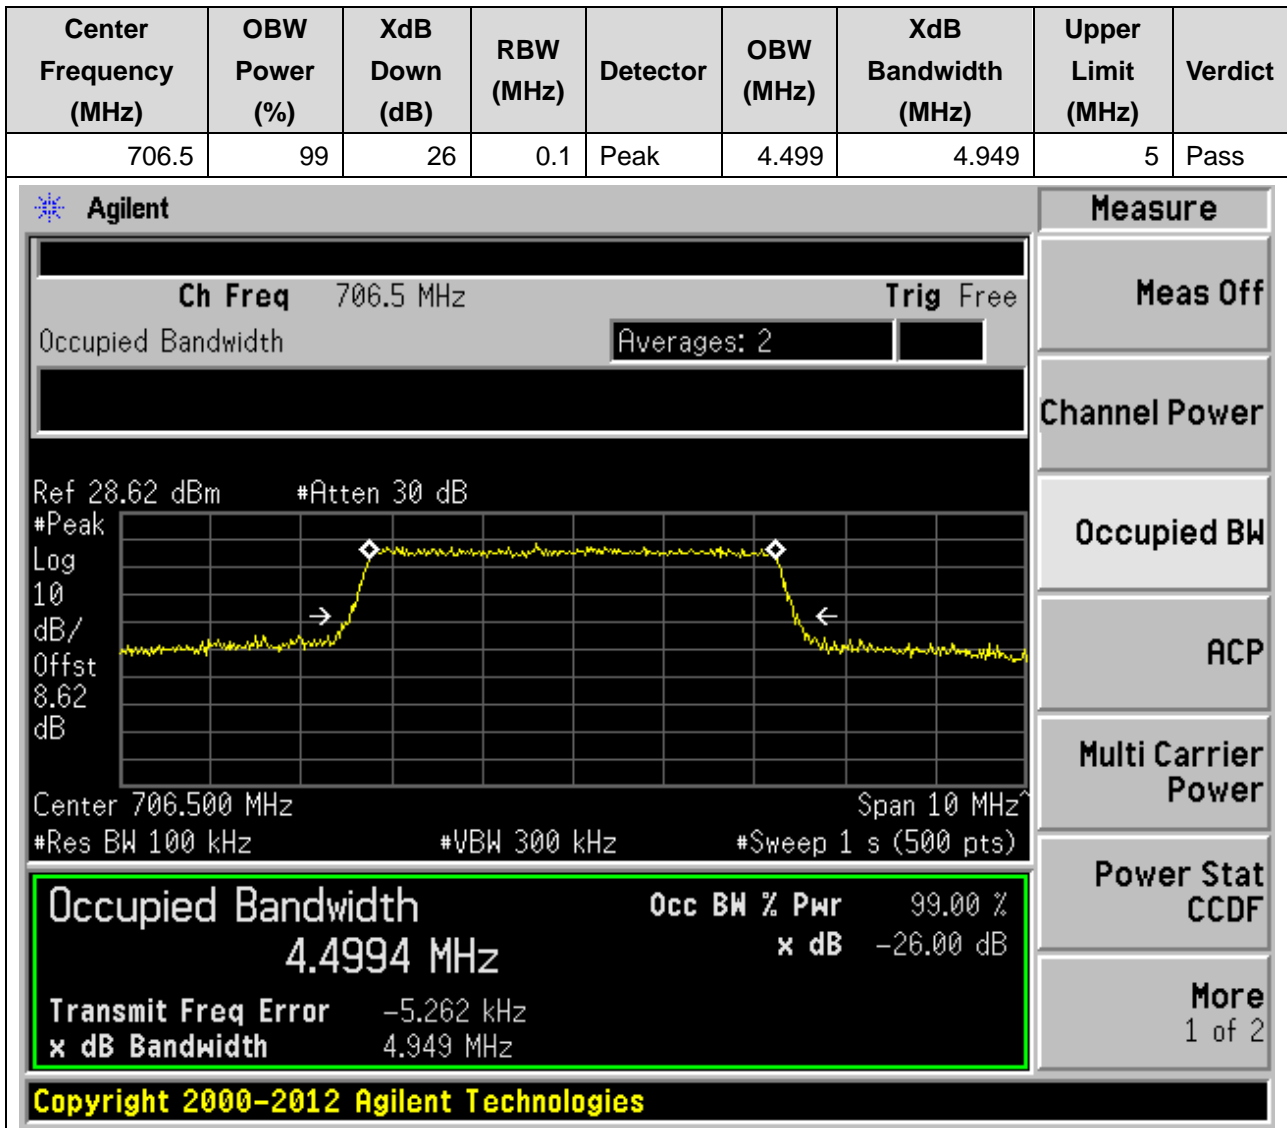 Center Frequency (MHz) OBW Power (%) XdB Down (dB) RBW (MHz) Detector OBW (MHz) XdB Bandwidth (MHz) Upper Limit (MHz) Verdict
706.5 99 26 0.1 Peak 4.499 4.949 5 Pass
Agilent
Measure
Ch Freq 706.5 MHz Trig Free
Meas Off
Occupied Bandwidth Averages: 2
Channel Power
Ref 28.62 dBm #Atten 30 dB
#Peak
Log
10
dB/
Offst
8.62
dB
Occupied BW
ACP
Multi Carrier
Power
Center 706.500 MHz Span 10 MHz^
#Res BW 100 kHz #VBW 300 kHz #Sweep 1 s (500 pts)
Power Stat
CCDF
Occupied Bandwidth Occ BW % Pwr 99.00 %
4.4994 MHz x dB -26.00 dB
Transmit Freq Error -5.262 kHz
x dB Bandwidth 4.949 MHz
More
1 of 2
Copyright 2000-2012 Agilent Technologies